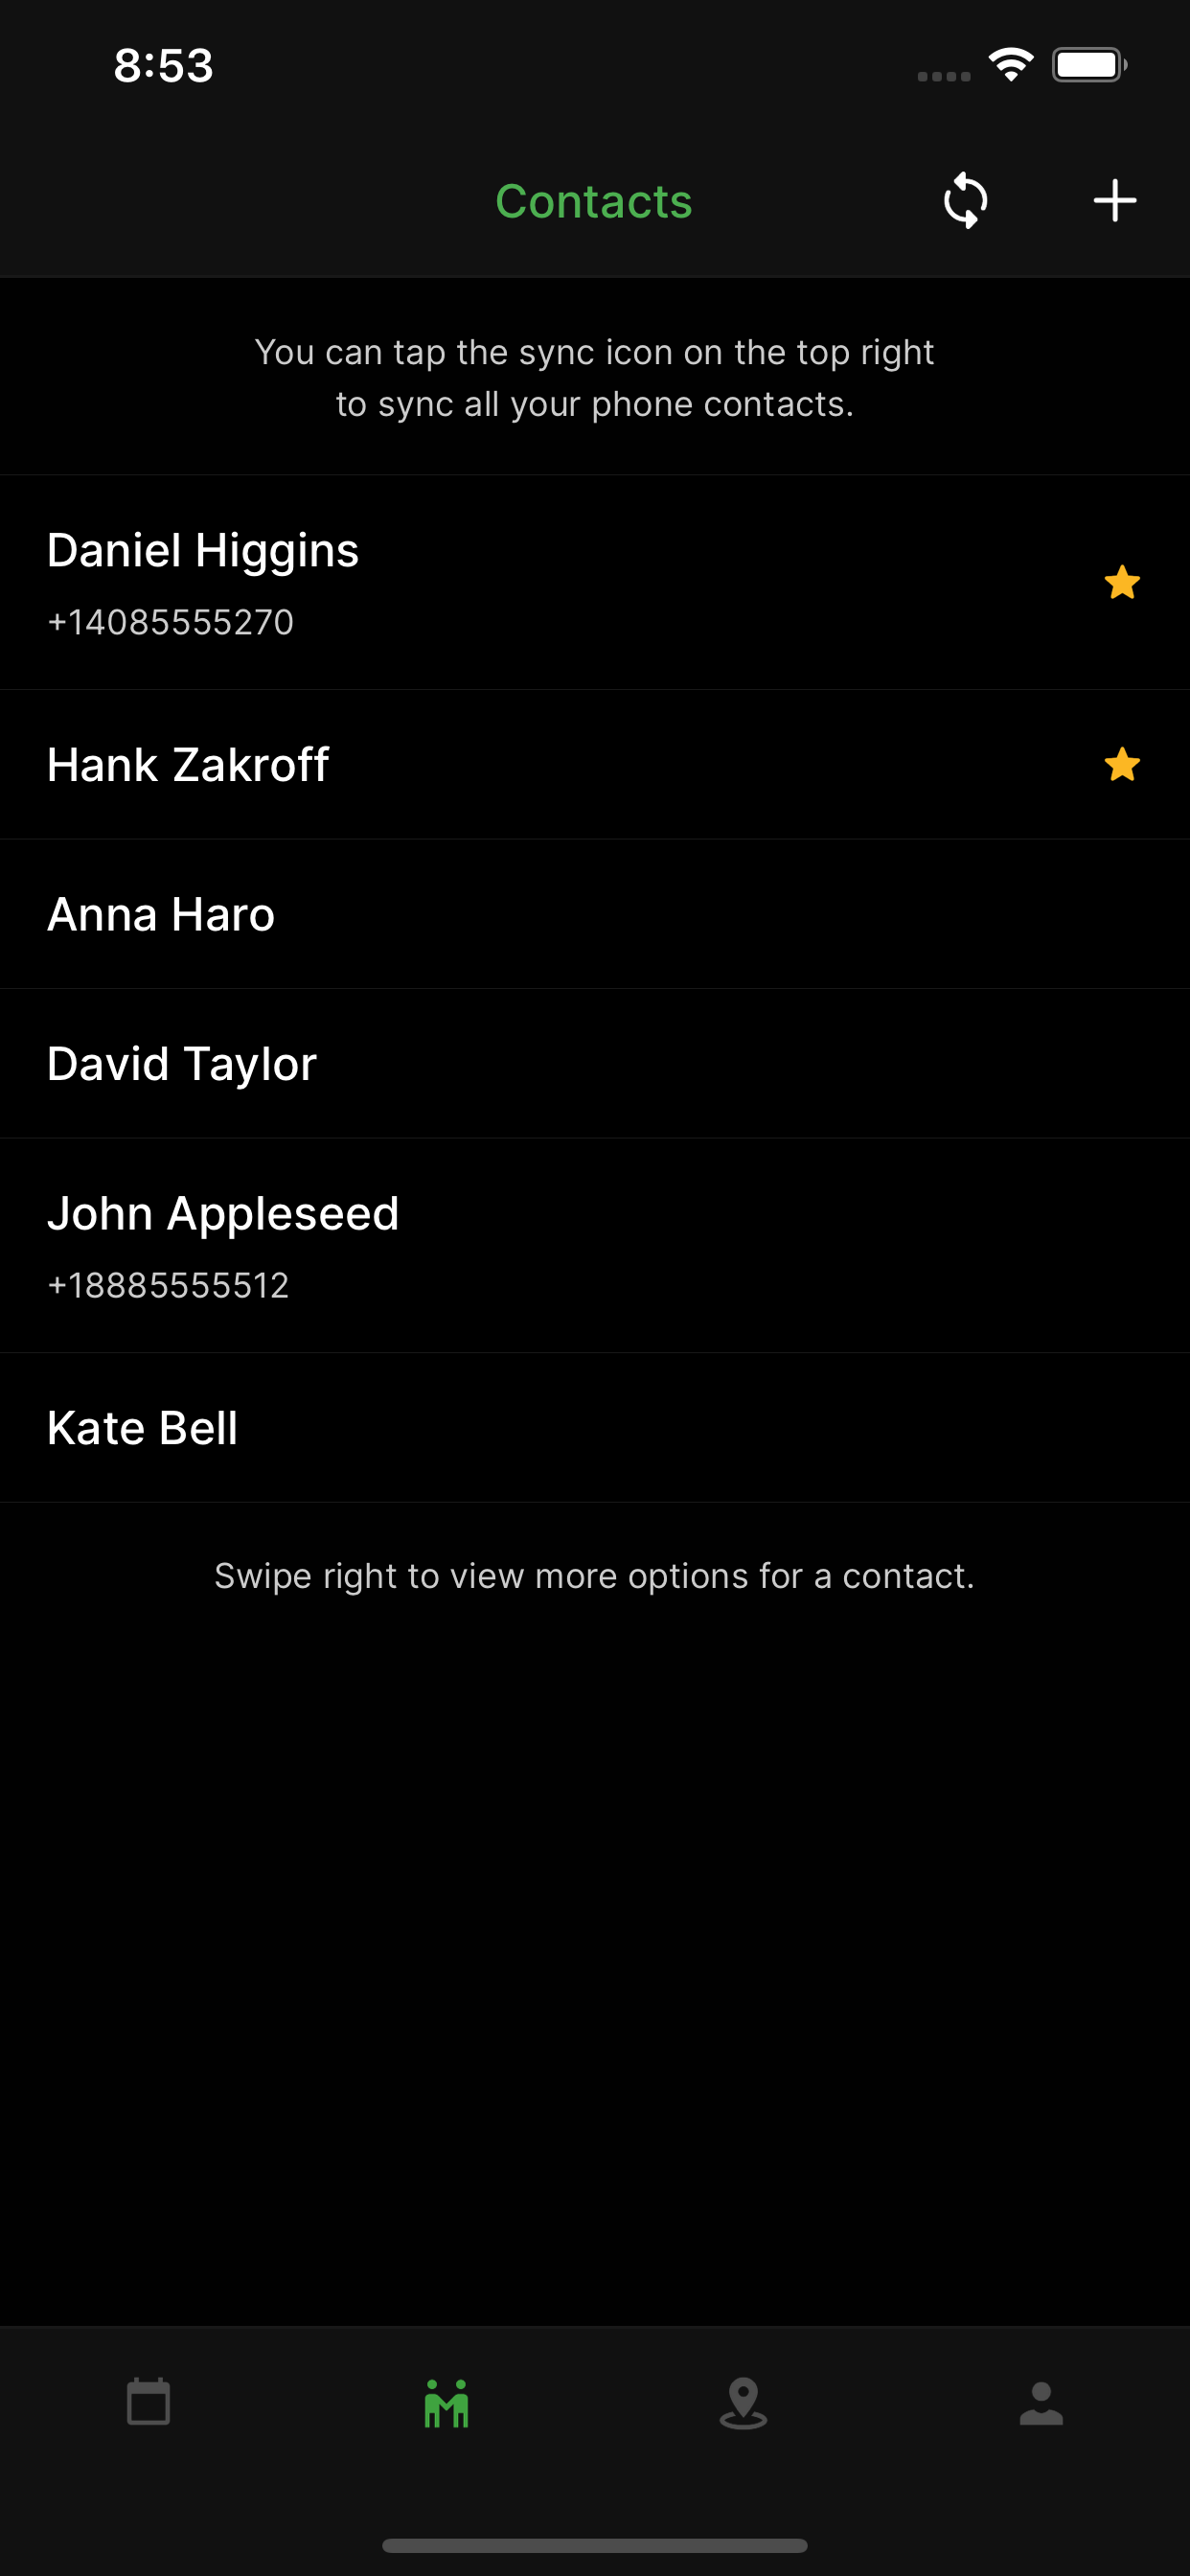 8:53
Contacts
You can tap the sync icon on the top right
to sync all your phone contacts.
Daniel Higgins
+14085555270
Hank Zakroff
Anna Haro
David Taylor
John Appleseed
+18885555512
Kate Bell
Swipe right to view more options for a contact.